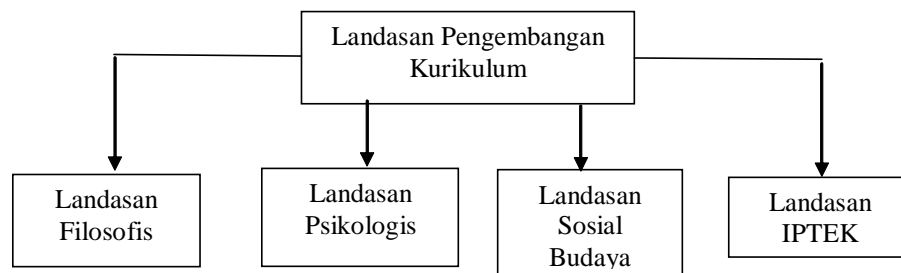 Landasan Pengembangan
Kurikulum
Landasan
Filosofis
Landasan
Psikologis
Landasan
Sosial
Budaya
Landasan
IPTEK